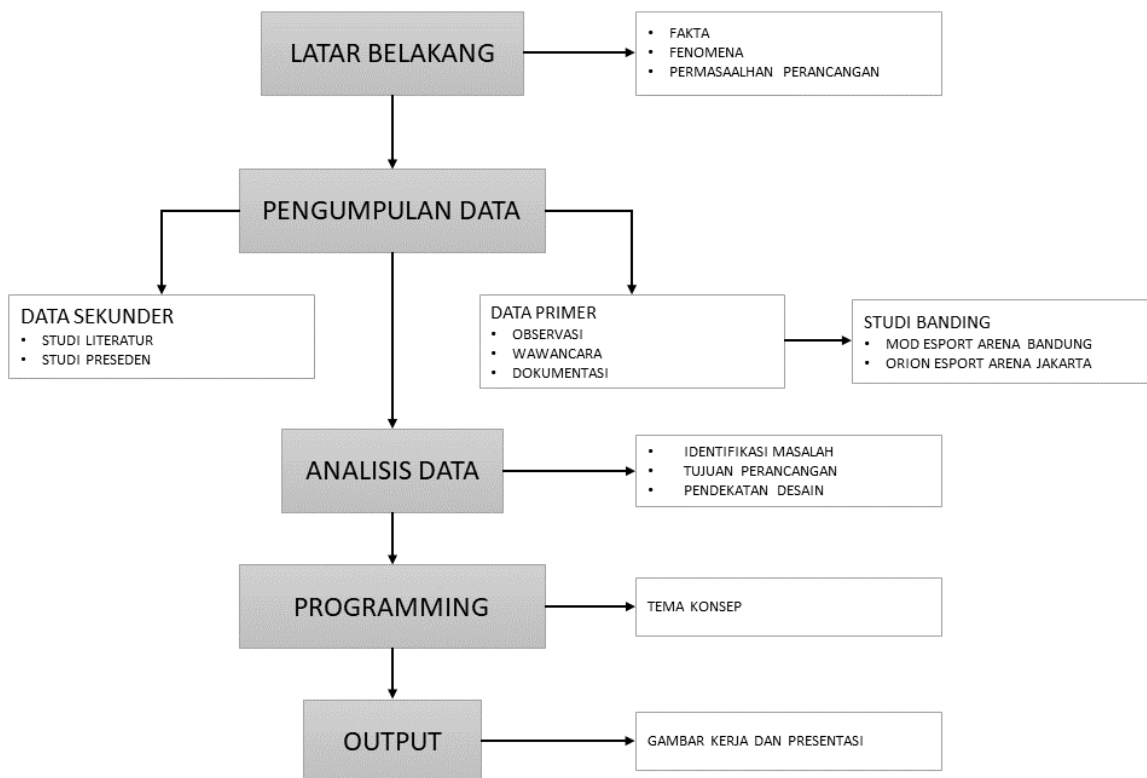 LATAR BELAKANG
• FAKTA
• FENOMENA
• PERMASAALHAN PERANCANGAN
PENGUMPULAN DATA
DATA SEKUNDER
• STUDI LITERATUR
• STUDI PRESEDEN
DATA PRIMER
• OBSERVASI
• WAWANCARA
• DOKUMENTASI
STUDI BANDING
• MOD ESPORT ARENA BANDUNG
• ORION ESPORT ARENA JAKARTA
ANALISIS DATA
• IDENTIFIKASI MASALAH
• TUJUAN PERANCANGAN
• PENDEKATAN DESAIN
PROGRAMMING
TEMA KONSEP
OUTPUT
GAMBAR KERJA DAN PRESENTASI